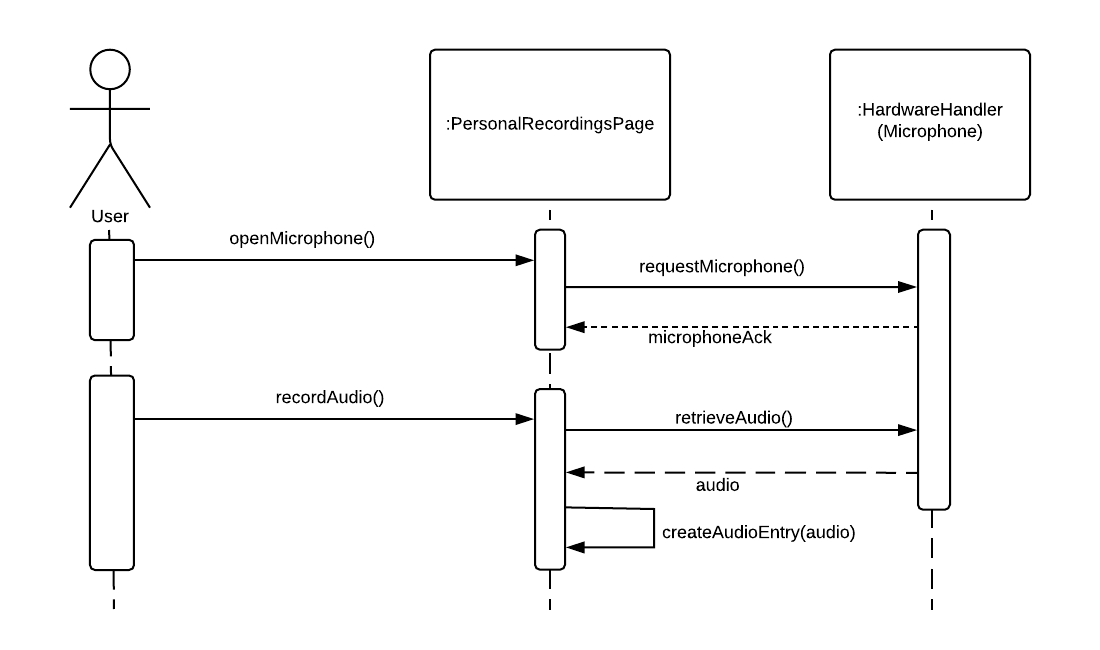 :PersonalRecordingsPage
:HardwareHandler
(Microphone)
User
openMicrophone()
requestMicrophone()
microphoneAck
recordAudio()
retrieveAudio()
audio
createAudioEntry(audio)